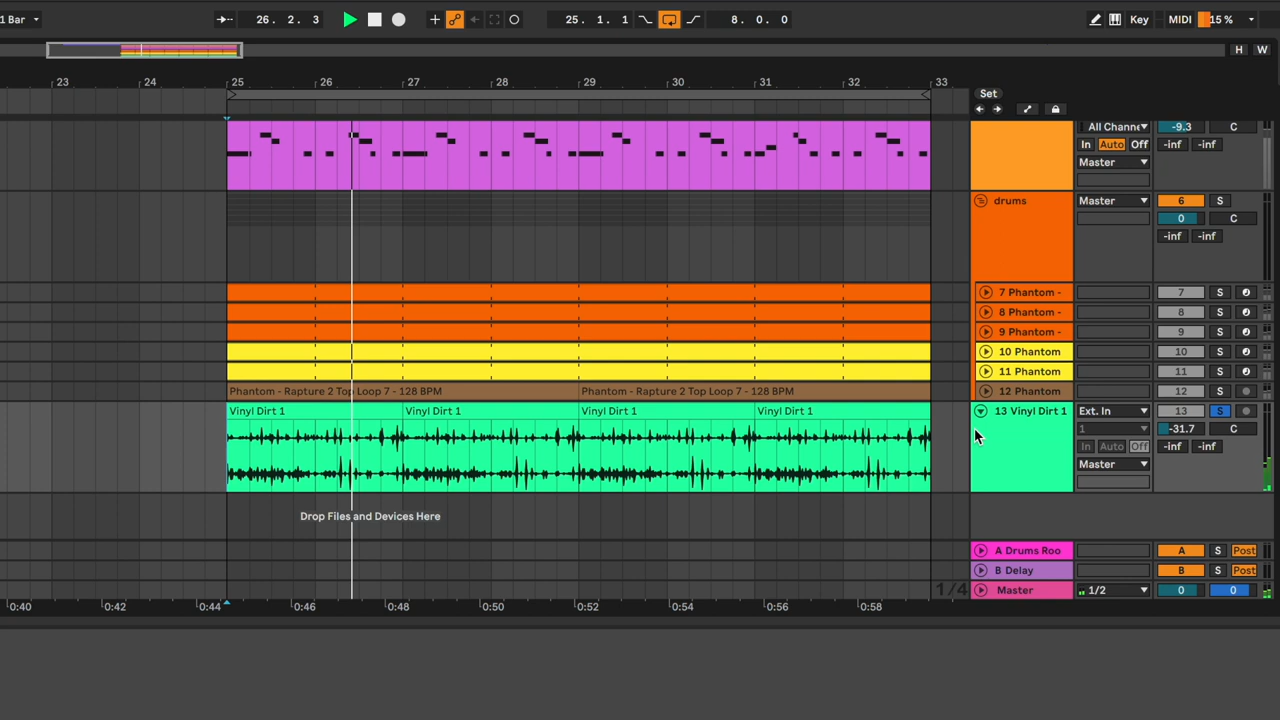 1 Bar 26. 2. 3 25. 1. 1 8. 0. 0 Key MIDI 15 %
H W
23 24 25 26 27 28 29 30 31 32 33
Set
All Channe -9.3 C
In Auto Off -inf -inf
Master
drums Master 6 S
0 C
-inf -inf
7 Phantom - 7 S
8 Phantom - 8 S
9 Phantom - 9 S
10 Phantom 10 S
11 Phantom 11 S
Phantom - Rapture 2 Top Loop 7 - 128 BPM Phantom - Rapture 2 Top Loop 7 - 128 BPM 12 Phantom 12 S
Vinyl Dirt 1 Vinyl Dirt 1 Vinyl Dirt 1 Vinyl Dirt 1 13 Vinyl Dirt 1 Ext. In 13 S
1 -31.7 C
In Auto Off -inf -inf
Master
Drop Files and Devices Here
A Drums Roo A S Post
B Delay B S Post
1/4 Master 1/2 0 0
0:40 0:42 0:44 0:46 0:48 0:50 0:52 0:54 0:56 0:58